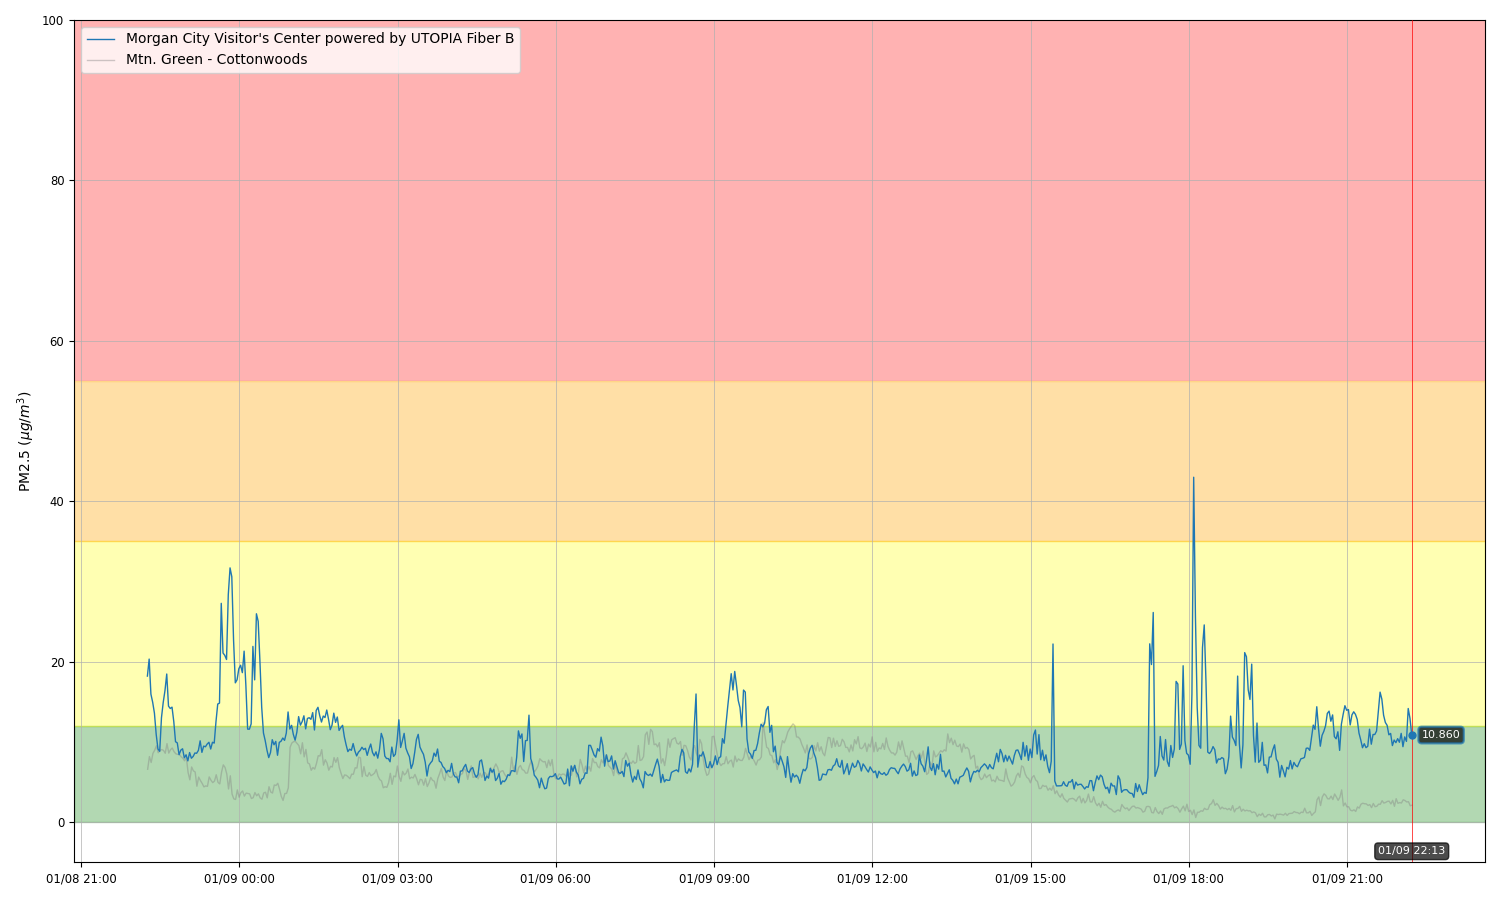 100
Morgan City Visitor's Center powered by UTOPIA Fiber B
Mtn. Green - Cottonwoods
80
60
PM2.5 (μg/m³)
40
20
10.860
0
01/09 22:13
01/08 21:00 01/09 00:00 01/09 03:00 01/09 06:00 01/09 09:00 01/09 12:00 01/09 15:00 01/09 18:00 01/09 21:00